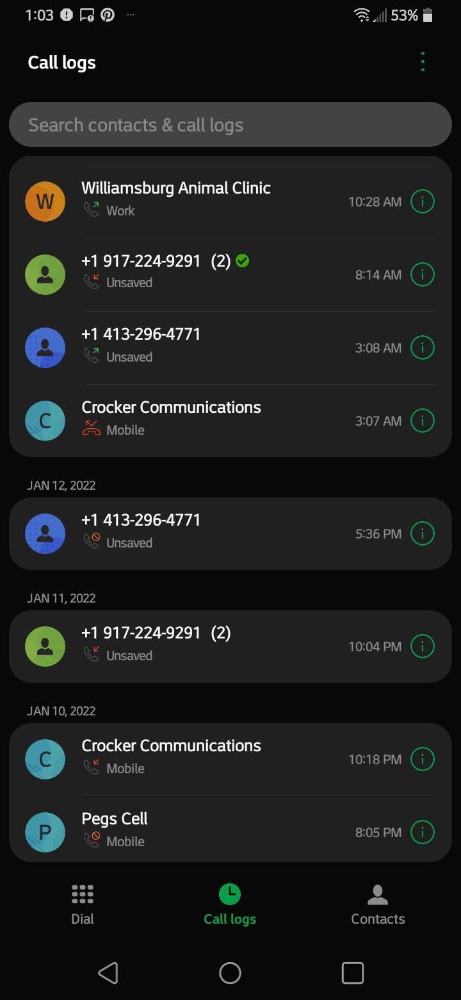 1:03 53%
Call logs
Search contacts & call logs
W Williamsburg Animal Clinic
Work 10:28 AM i
+1 917-224-9291 (2)
Unsaved 8:14 AM i
+1 413-296-4771
Unsaved 3:08 AM i
C Crocker Communications
Mobile 3:07 AM i
JAN 12, 2022
+1 413-296-4771
Unsaved 5:36 PM i
JAN 11, 2022
+1 917-224-9291 (2)
Unsaved 10:04 PM i
JAN 10, 2022
C Crocker Communications
Mobile 10:18 PM i
P Pegs Cell
Mobile 8:05 PM i
Dial Call logs Contacts